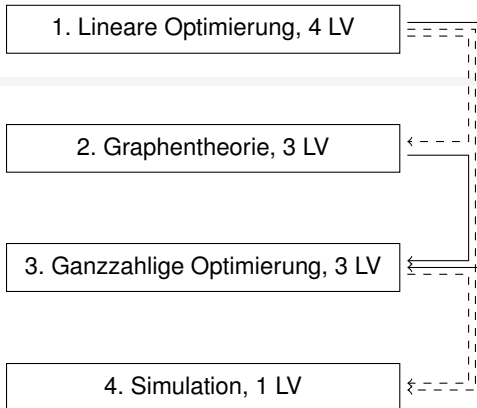 1. Lineare Optimierung, 4 LV
2. Graphentheorie, 3 LV
3. Ganzzahlige Optimierung, 3 LV
4. Simulation, 1 LV